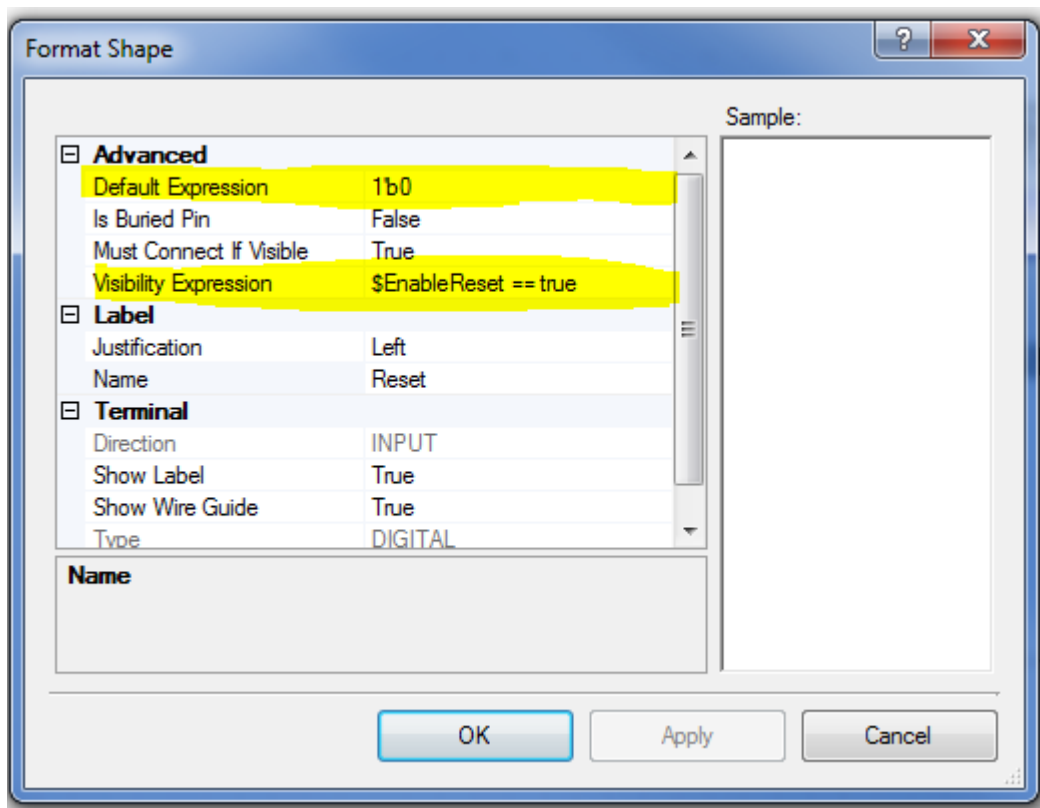 Format Shape
Sample:
Advanced
Default Expression 1'b0
Is Buried Pin False
Must Connect If Visible True
Visibility Expression $EnableReset == true
Label
Justification Left
Name Reset
Terminal
Direction INPUT
Show Label True
Show Wire Guide True
Type DIGITAL
Name
OK Apply Cancel